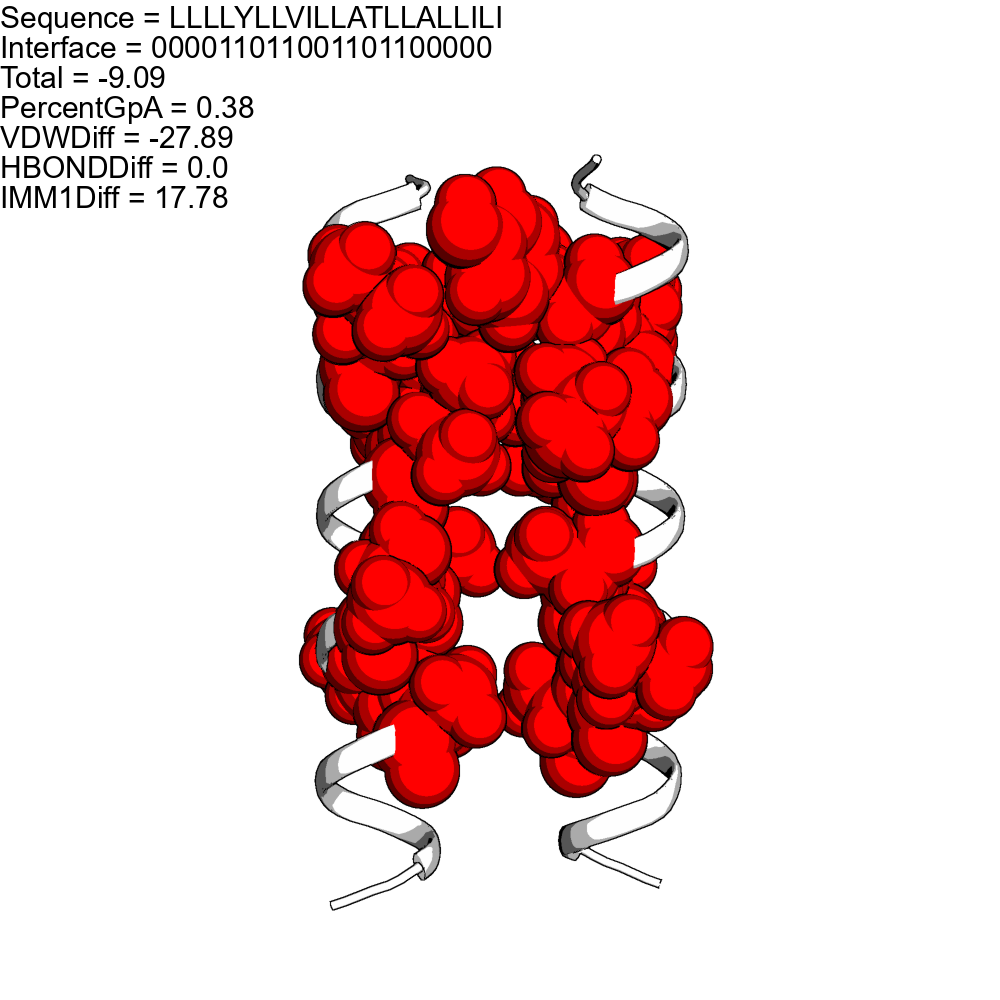 Sequence = LLLLYLLVILLATLLALLILI
Interface = 000011011001101100000
Total = -9.09
PercentGpA = 0.38
VDWDiff = -27.89
HBONDDiff = 0.0
IMM1Diff = 17.78